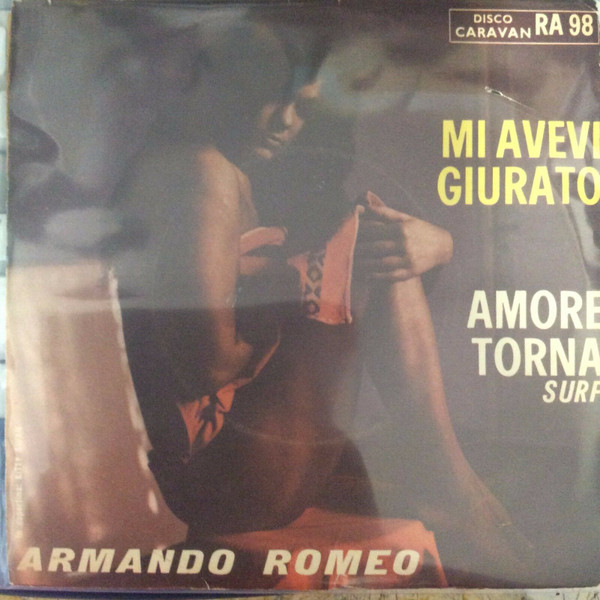 DISCO
CARAVAN RA 98
MI AVEVI
GIURATO
AMORE
TORNA
SURF
ARMANDO ROMEO